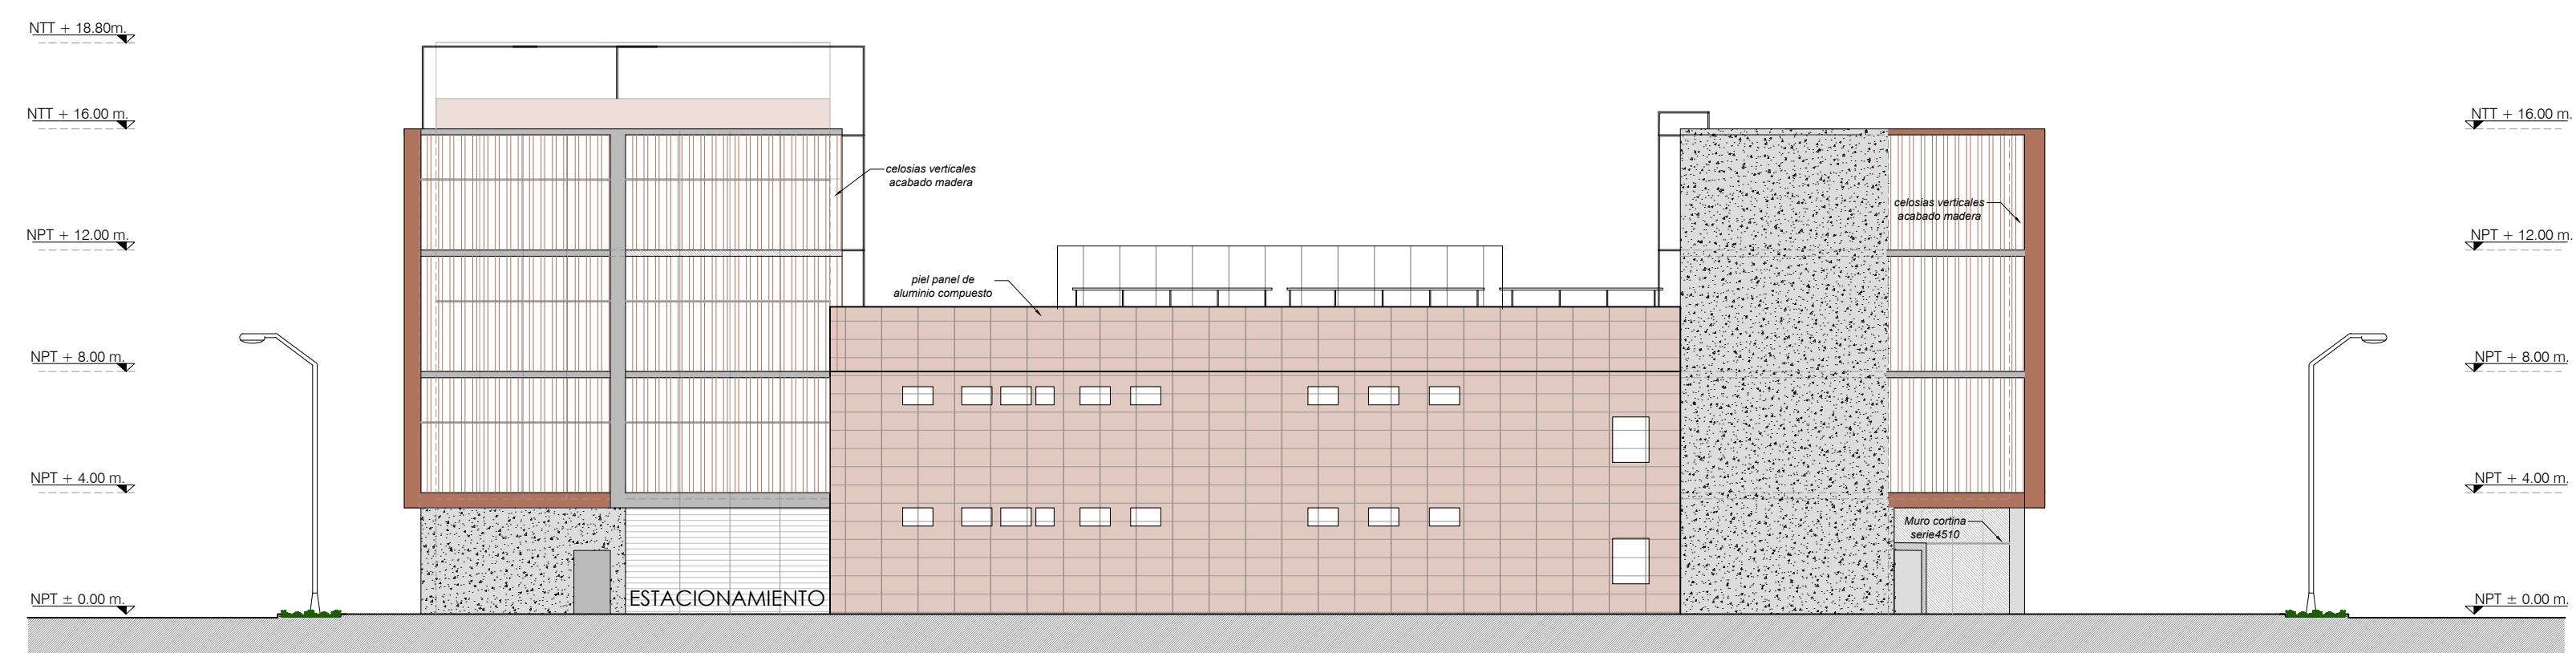 NTT + 18.80m.
NTT + 16.00 m.
NPT + 12.00 m.
NPT + 8.00 m.
NPT + 4.00 m.
NPT ± 0.00 m.
celosias verticales
acabado madera
piel panel de
aluminio compuesto
ESTACIONAMIENTO
celosias verticales
acabado madera
Muro cortina
serie4510
NTT + 16.00 m.
NPT + 12.00 m.
NPT + 8.00 m.
NPT + 4.00 m.
NPT ± 0.00 m.